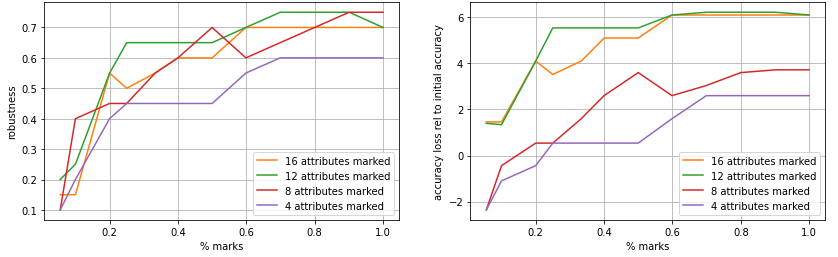 robustness
0.7
0.6
0.5
0.4
0.3
0.2
0.1
0.2
0.4
0.6
0.8
1.0
% marks
16 attributes marked
12 attributes marked
8 attributes marked
4 attributes marked
accuracy loss rel to initial accuracy
6
4
2
0
−2
0.2
0.4
0.6
0.8
1.0
% marks
16 attributes marked
12 attributes marked
8 attributes marked
4 attributes marked